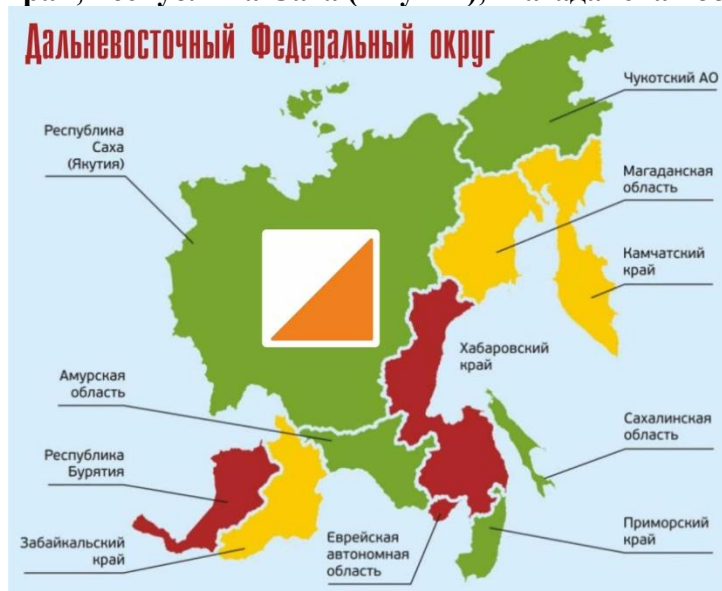 Дальневосточный Федеральный округ
Чукотский АО
Республика
Саха
(Якутия)
Магаданская
область
Камчатский
край
Хабаровский
край
Амурская
область
Сахалинская
область
Республика
Бурятия
Забайкальский
край
Еврейская
автономная
область
Приморский
край